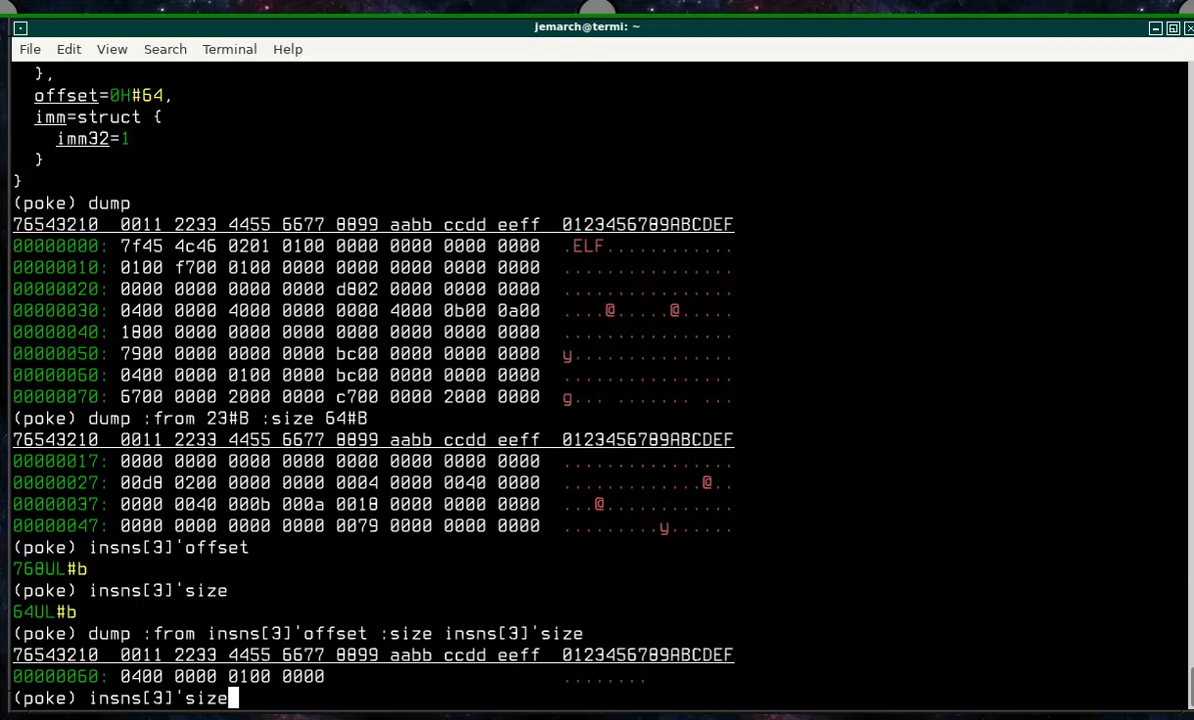 jemarch@termi: ~
File Edit View Search Terminal Help
},
offset=0H#64,
imm=struct {
imm32=1
}
}
(poke) dump
76543210  0011 2233 4455 6677 8899 aabb ccdd eeff  0123456789ABCDEF
00000000: 7f45 4c46 0201 0100 0000 0000 0000 0000  .ELF............
00000010: 0100 f700 0100 0000 0000 0000 0000 0000  ................
00000020: 0000 0000 0000 0000 d802 0000 0000 0000  ................
00000030: 0400 0000 4000 0000 0000 4000 0b00 0a00  ....@.....@.....
00000040: 1800 0000 0000 0000 0000 0000 0000 0000  ................
00000050: 7900 0000 0000 0000 bc00 0000 0000 0000  y...............
00000060: 0400 0000 0100 0000 bc00 0000 0000 0000  ................
00000070: 6700 0000 2000 0000 c700 0000 2000 0000  g... ....... ...
(poke) dump :from 23#B :size 64#B
76543210  0011 2233 4455 6677 8899 aabb ccdd eeff  0123456789ABCDEF
00000017: 0000 0000 0000 0000 0000 0000 0000 0000  ................
00000027: 00d8 0200 0000 0000 0004 0000 0040 0000  .............@..
00000037: 0000 0040 000b 000a 0018 0000 0000 0000  ...@............
00000047: 0000 0000 0000 0000 0079 0000 0000 0000  .........y......
(poke) insns[3]'offset
768UL#b
(poke) insns[3]'size
64UL#b
(poke) dump :from insns[3]'offset :size insns[3]'size
76543210  0011 2233 4455 6677 8899 aabb ccdd eeff  0123456789ABCDEF
00000060: 0400 0000 0100 0000                      ........
(poke) insns[3]'size